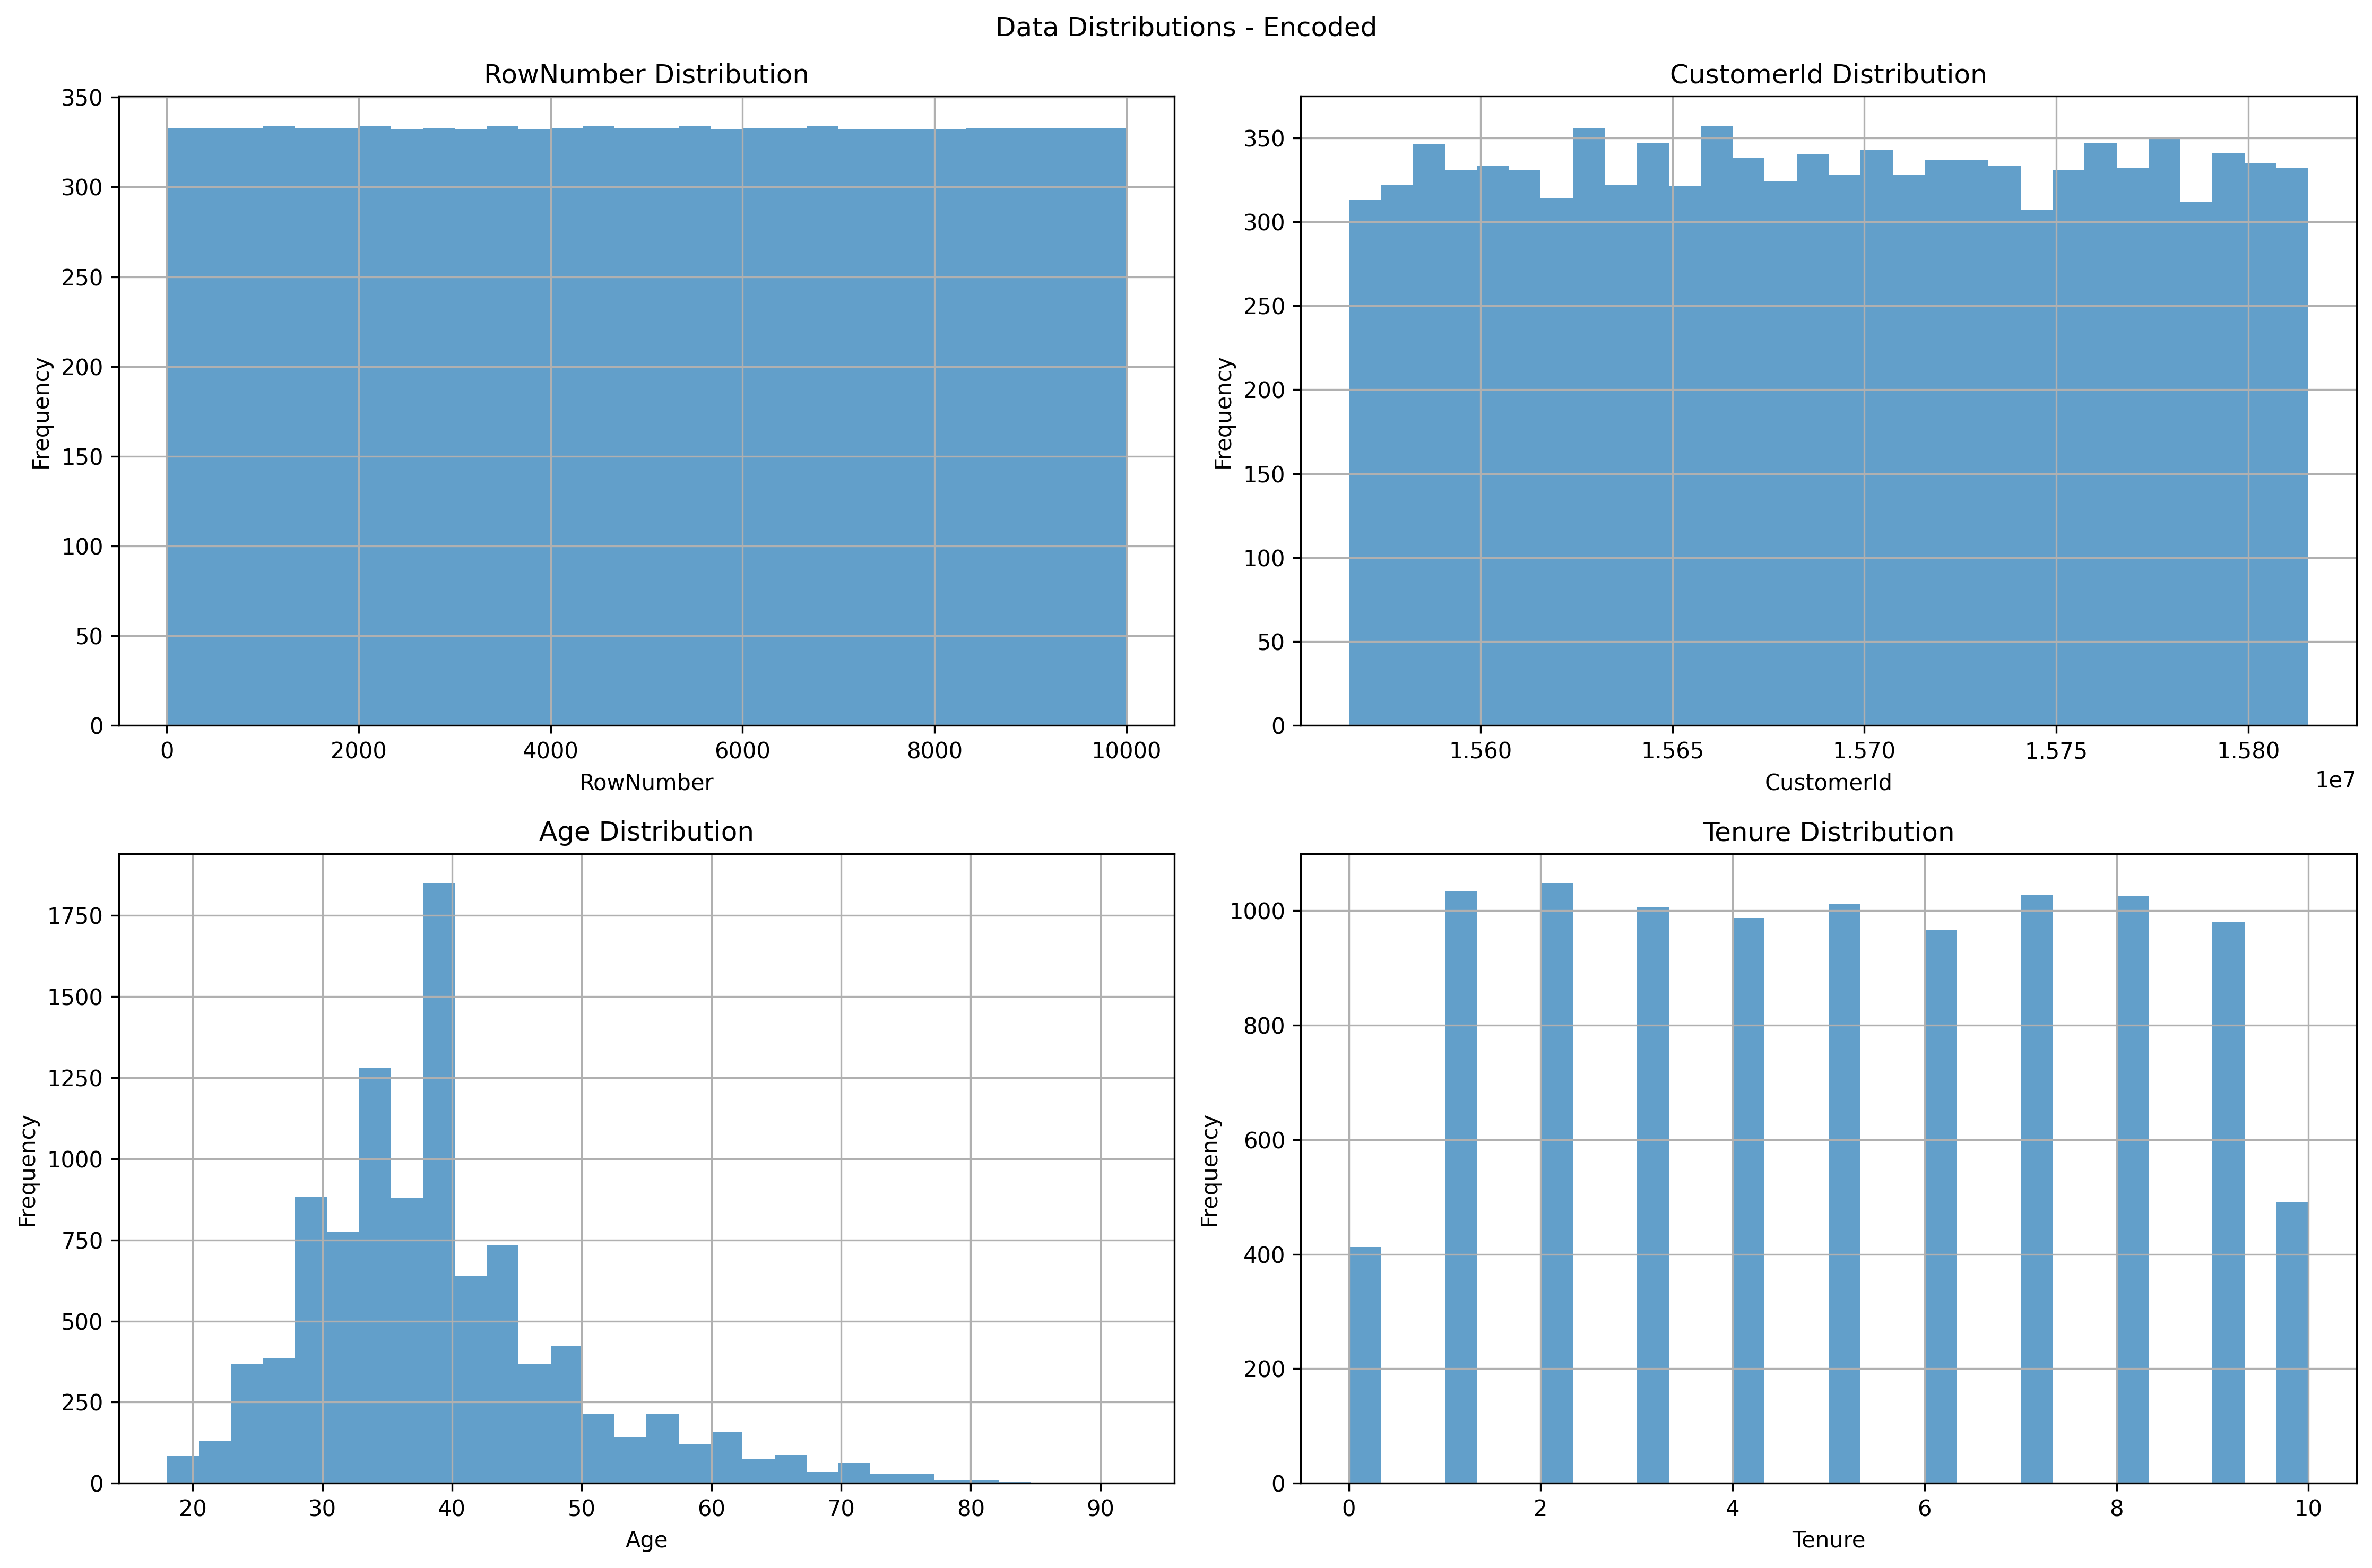 Data Distributions - Encoded
RowNumber Distribution
350
300
250
200
150
100
50
0
Frequency
0 2000 4000 6000 8000 10000
RowNumber
CustomerId Distribution
350
300
250
200
150
100
50
0
Frequency
1.560 1.565 1.570 1.575 1.580
1e7
CustomerId
Age Distribution
1750
1500
1250
1000
750
500
250
0
Frequency
20 30 40 50 60 70 80 90
Age
Tenure Distribution
1000
800
600
400
200
0
Frequency
0 2 4 6 8 10
Tenure